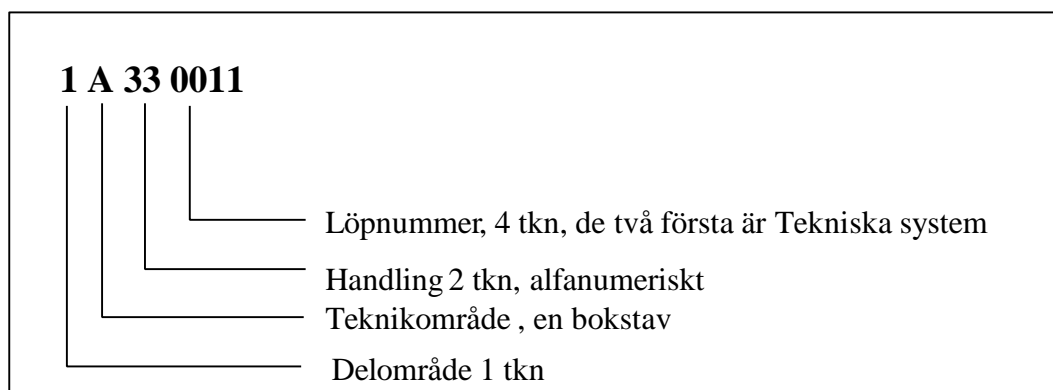 1 A 33 0011
Löpnummer, 4 tkn, de två första är Tekniska system
Handling 2 tkn, alfanumeriskt
Teknikområde , en bokstav
Delområde 1 tkn